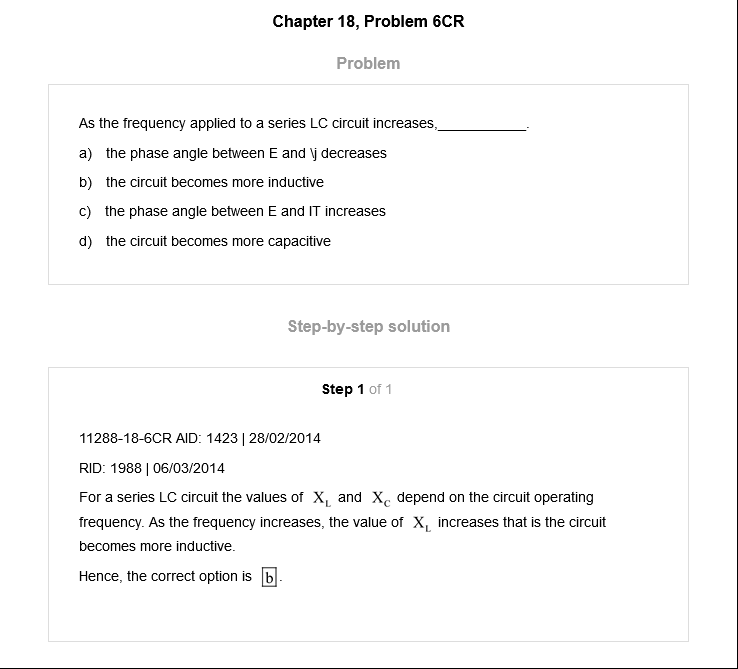 Chapter 18, Problem 6CR
Problem
As the frequency applied to a series LC circuit increases,____________.
a) the phase angle between E and \j decreases
b) the circuit becomes more inductive
c) the phase angle between E and IT increases
d) the circuit becomes more capacitive
Step-by-step solution
Step 1 of 1
11288-18-6CR AID: 1423 | 28/02/2014
RID: 1988 | 06/03/2014
For a series LC circuit the values of X_L and X_C depend on the circuit operating
frequency. As the frequency increases, the value of X_L increases that is the circuit
becomes more inductive.
Hence, the correct option is b.